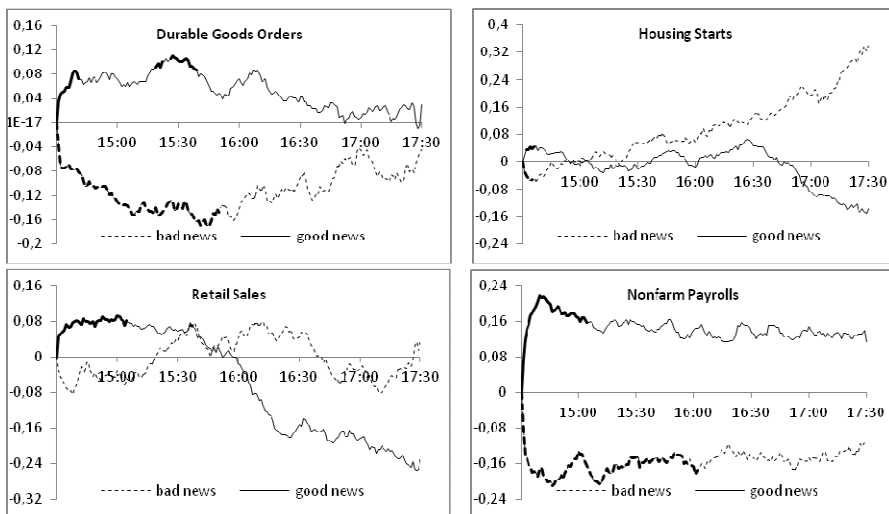 Durable Goods Orders
0,16
0,12
0,08
0,04
1E-17
-0,04
-0,08
-0,12
-0,16
-0,2
15:00 15:30 16:00 16:30 17:00 17:30
bad news good news
Housing Starts
0,4
0,32
0,24
0,16
0,08
0
-0,08
-0,16
-0,24
15:00 15:30 16:00 16:30 17:00 17:30
bad news good news
Retail Sales
0,16
0,08
0
-0,08
-0,16
-0,24
-0,32
15:00 15:30 16:00 16:30 17:00 17:30
bad news good news
Nonfarm Payrolls
0,24
0,16
0,08
0
-0,08
-0,16
-0,24
15:00 15:30 16:00 16:30 17:00 17:30
bad news good news